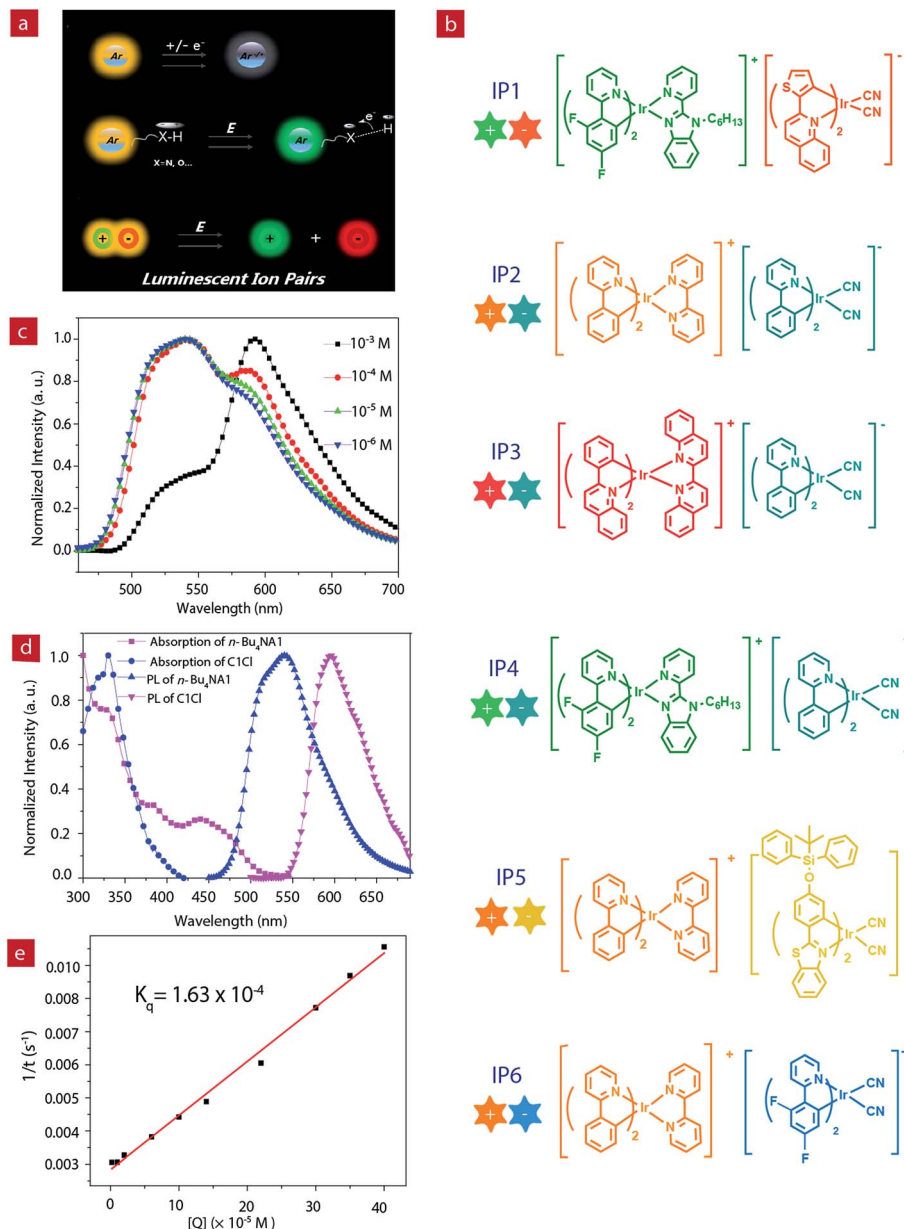 a
+/- e⁻
Ar
Ar⁻/⁺
Ar
X-H
E
Ar
X
e⁻
H
X=N, O...
+
-
E
+
+
-
Luminescent Ion Pairs
b
IP1
+
-
F
F
N
2
Ir
N
N
C₆H₁₃
+
S
N
2
Ir
CN
CN
-
IP2
+
-
N
2
Ir
N
N
+
N
2
Ir
CN
CN
-
IP3
+
-
N
2
Ir
N
N
+
N
2
Ir
CN
CN
-
IP4
+
-
F
F
N
2
Ir
N
N
C₆H₁₃
+
N
2
Ir
CN
CN
IP5
+
-
N
2
Ir
N
N
+
Si
O
S
N
2
Ir
CN
CN
IP6
+
-
N
2
Ir
N
N
+
F
F
N
2
Ir
CN
CN
-
c
Normalized Intensity (a. u.)
1.0
0.8
0.6
0.4
0.2
0.0
10⁻³ M
10⁻⁴ M
10⁻⁵ M
10⁻⁶ M
500 550 600 650 700
Wavelength (nm)
d
Normalized Intensity (a. u.)
1.0
0.8
0.6
0.4
0.2
0.0
Absorption of n-Bu₄NA1
Absorption of C1Cl
PL of n-Bu₄NA1
PL of C1Cl
300 350 400 450 500 550 600 650
Wavelength (nm)
e
1/t (s⁻¹)
0.010
0.008
0.006
0.005
0.004
0.003
K_q = 1.63 x 10⁻⁴
0 10 20 30 40
[Q] (× 10⁻⁵ M)